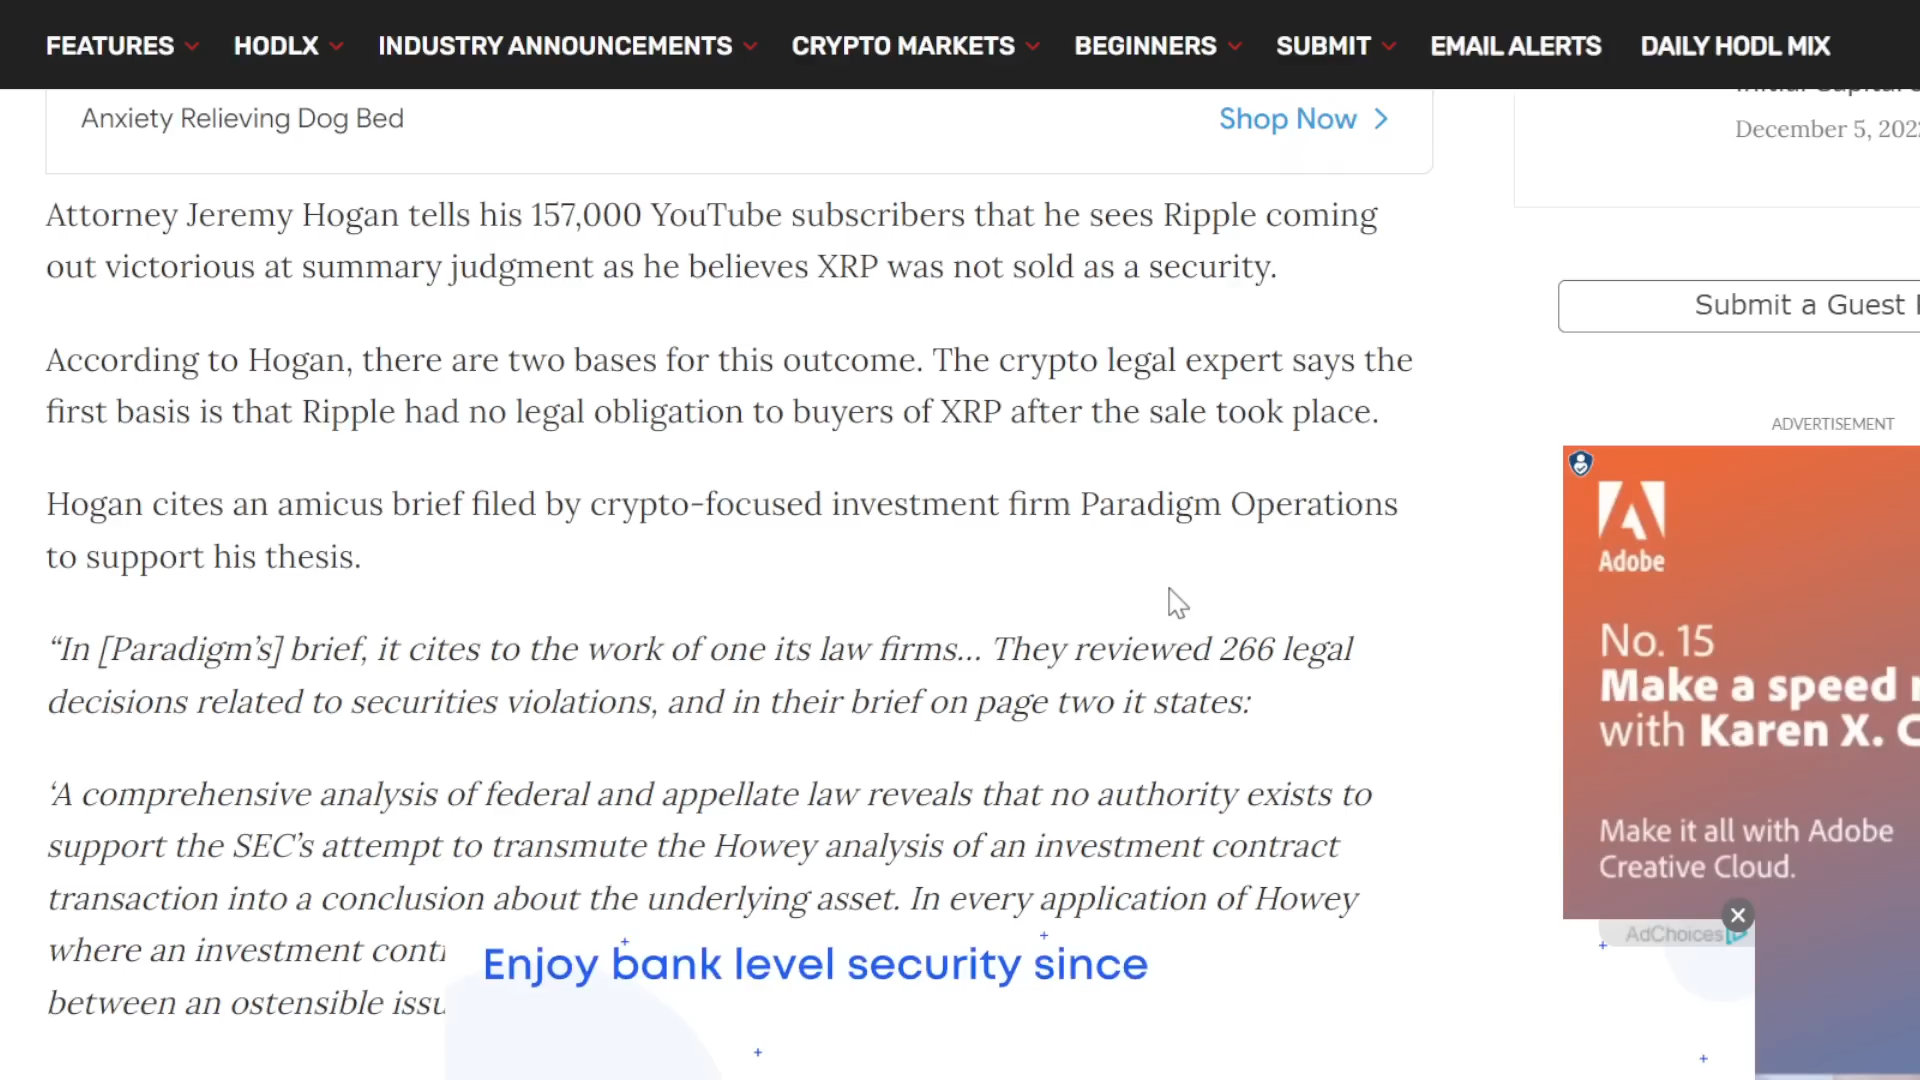 FEATURES HODLX INDUSTRY ANNOUNCEMENTS CRYPTO MARKETS BEGINNERS SUBMIT EMAIL ALERTS DAILY HODL MIX
Anxiety Relieving Dog Bed
Shop Now
December 5, 202
Attorney Jeremy Hogan tells his 157,000 YouTube subscribers that he sees Ripple coming
out victorious at summary judgment as he believes XRP was not sold as a security.
According to Hogan, there are two bases for this outcome. The crypto legal expert says the
first basis is that Ripple had no legal obligation to buyers of XRP after the sale took place.
Hogan cites an amicus brief filed by crypto-focused investment firm Paradigm Operations
to support his thesis.
“In [Paradigm’s] brief, it cites to the work of one its law firms… They reviewed 266 legal
decisions related to securities violations, and in their brief on page two it states:
‘A comprehensive analysis of federal and appellate law reveals that no authority exists to
support the SEC’s attempt to transmute the Howey analysis of an investment contract
transaction into a conclusion about the underlying asset. In every application of Howey
where an investment cont
between an ostensible issu
Enjoy bank level security since
Submit a Guest
ADVERTISEMENT
Adobe
No. 15
Make a speed
with Karen X.
Make it all with Adobe
Creative Cloud.
AdChoices